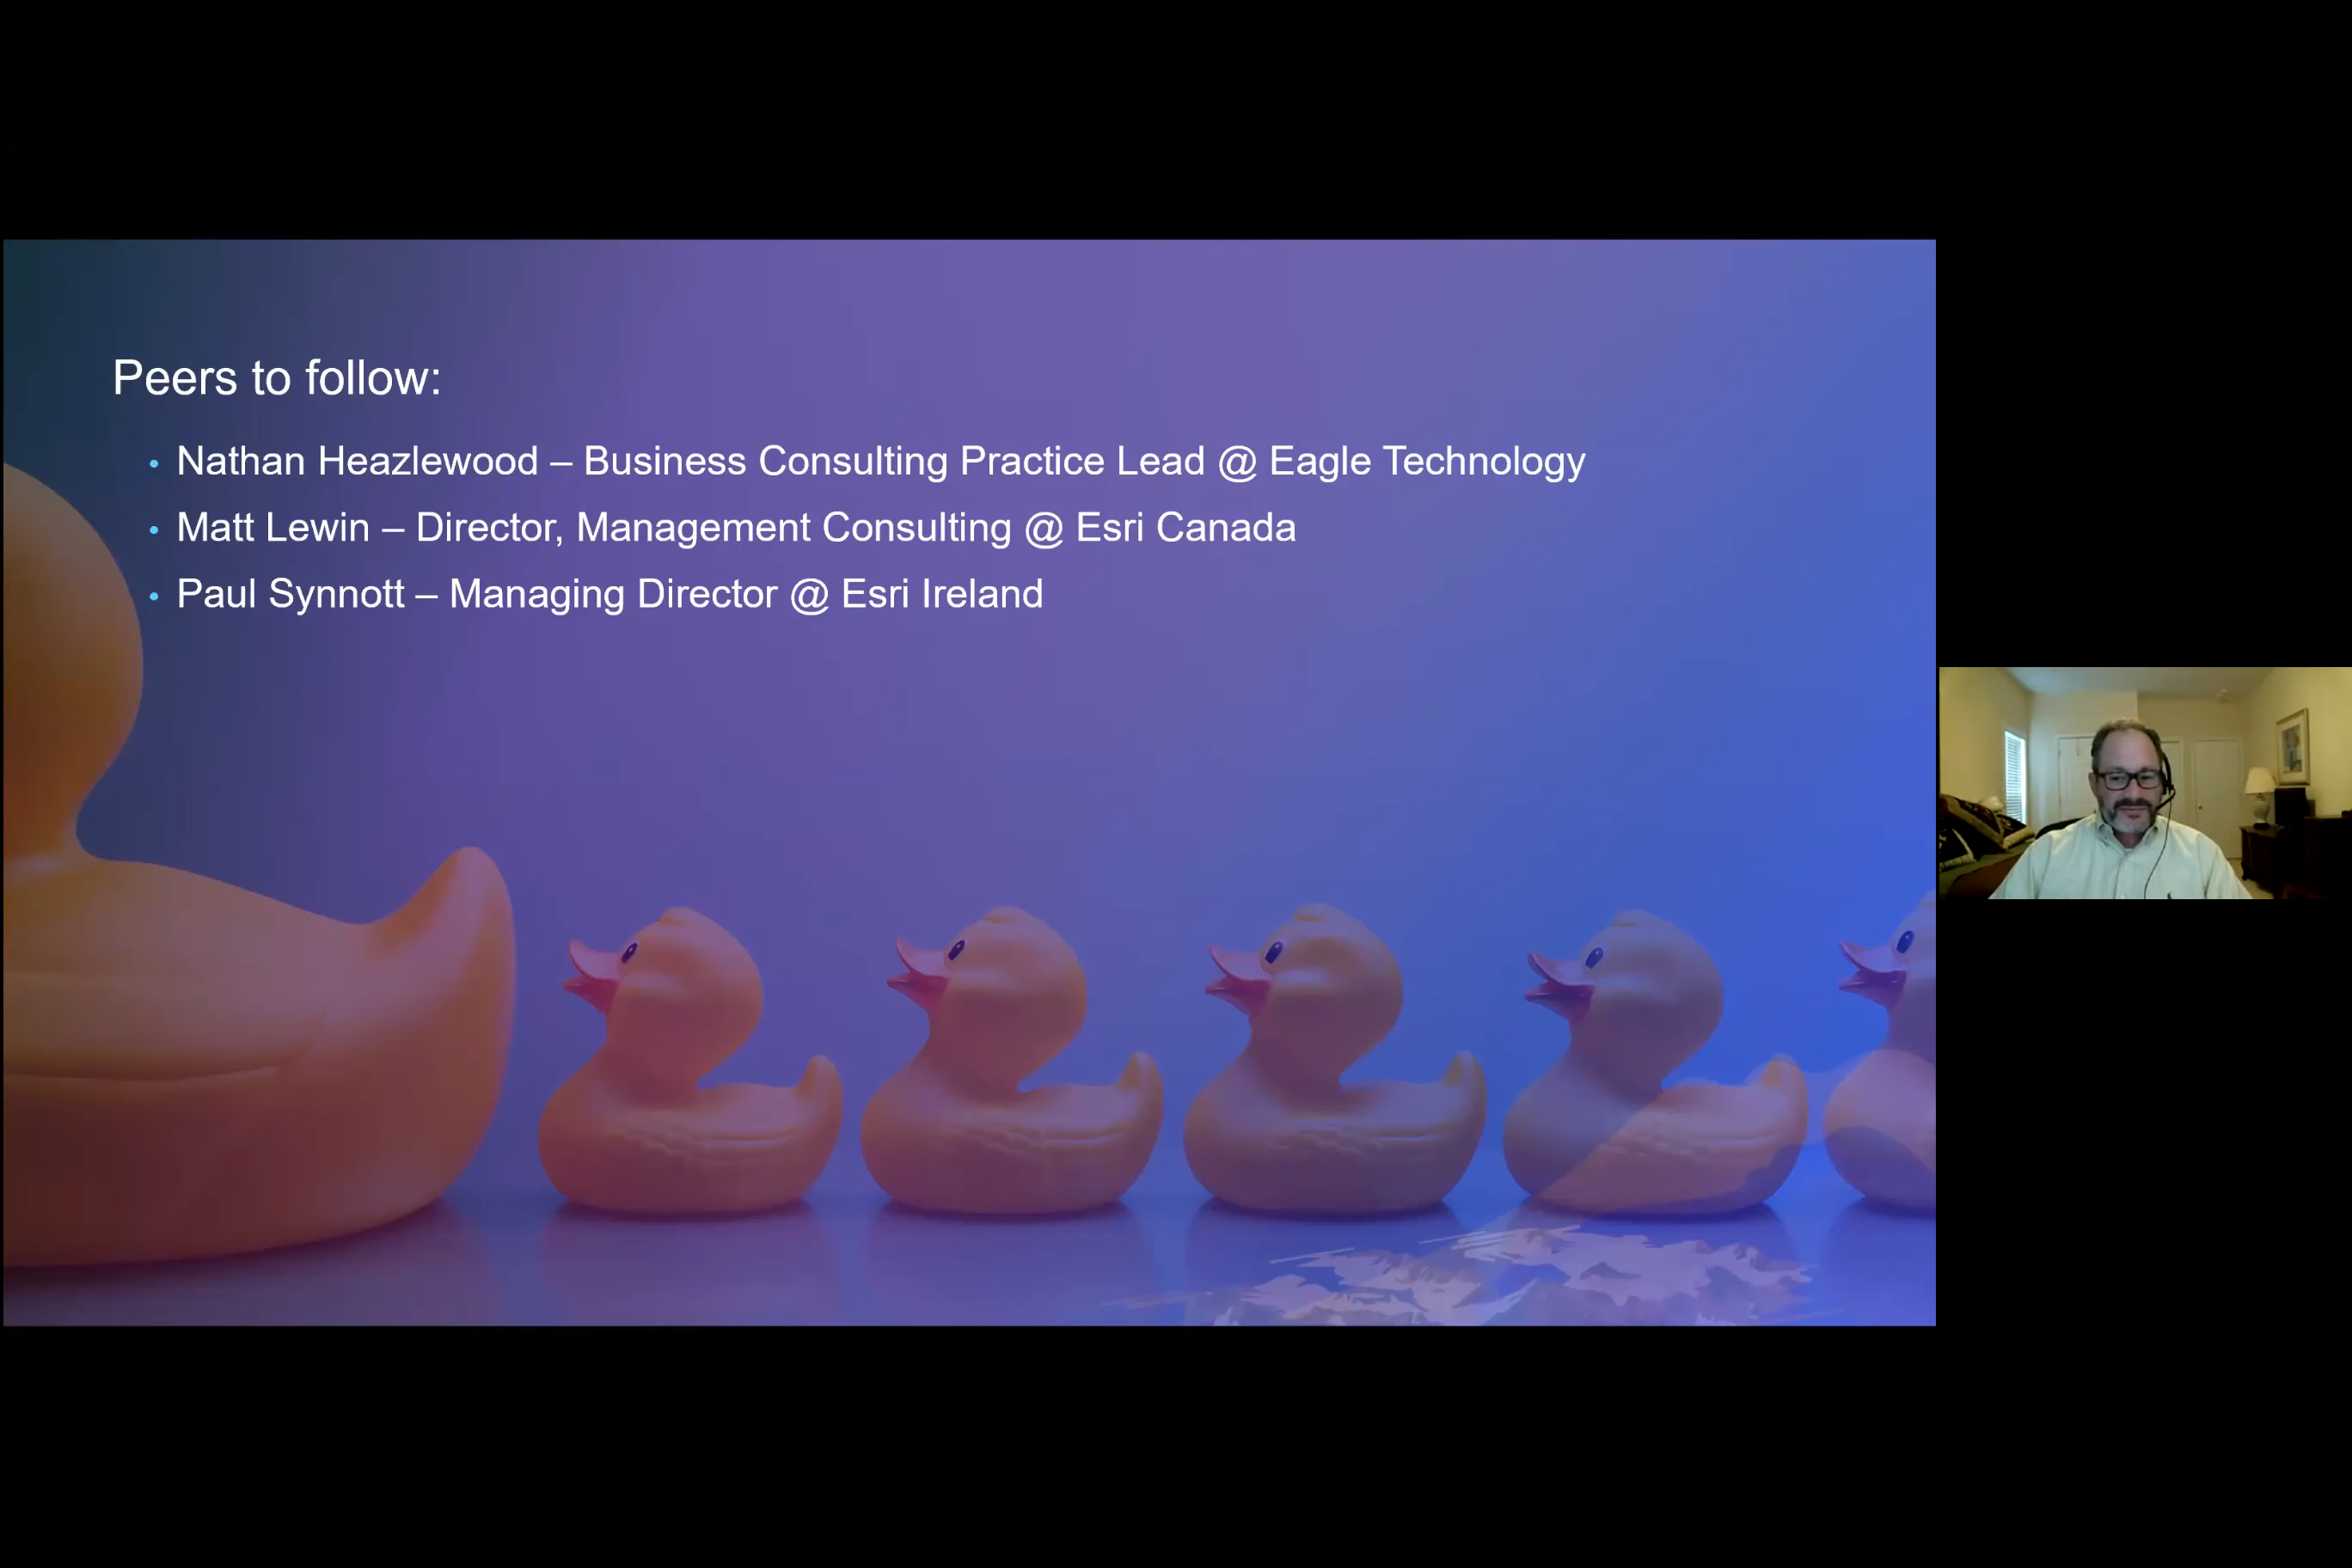 Peers to follow:
• Nathan Heazlewood – Business Consulting Practice Lead @ Eagle Technology
• Matt Lewin – Director, Management Consulting @ Esri Canada
• Paul Synnott – Managing Director @ Esri Ireland